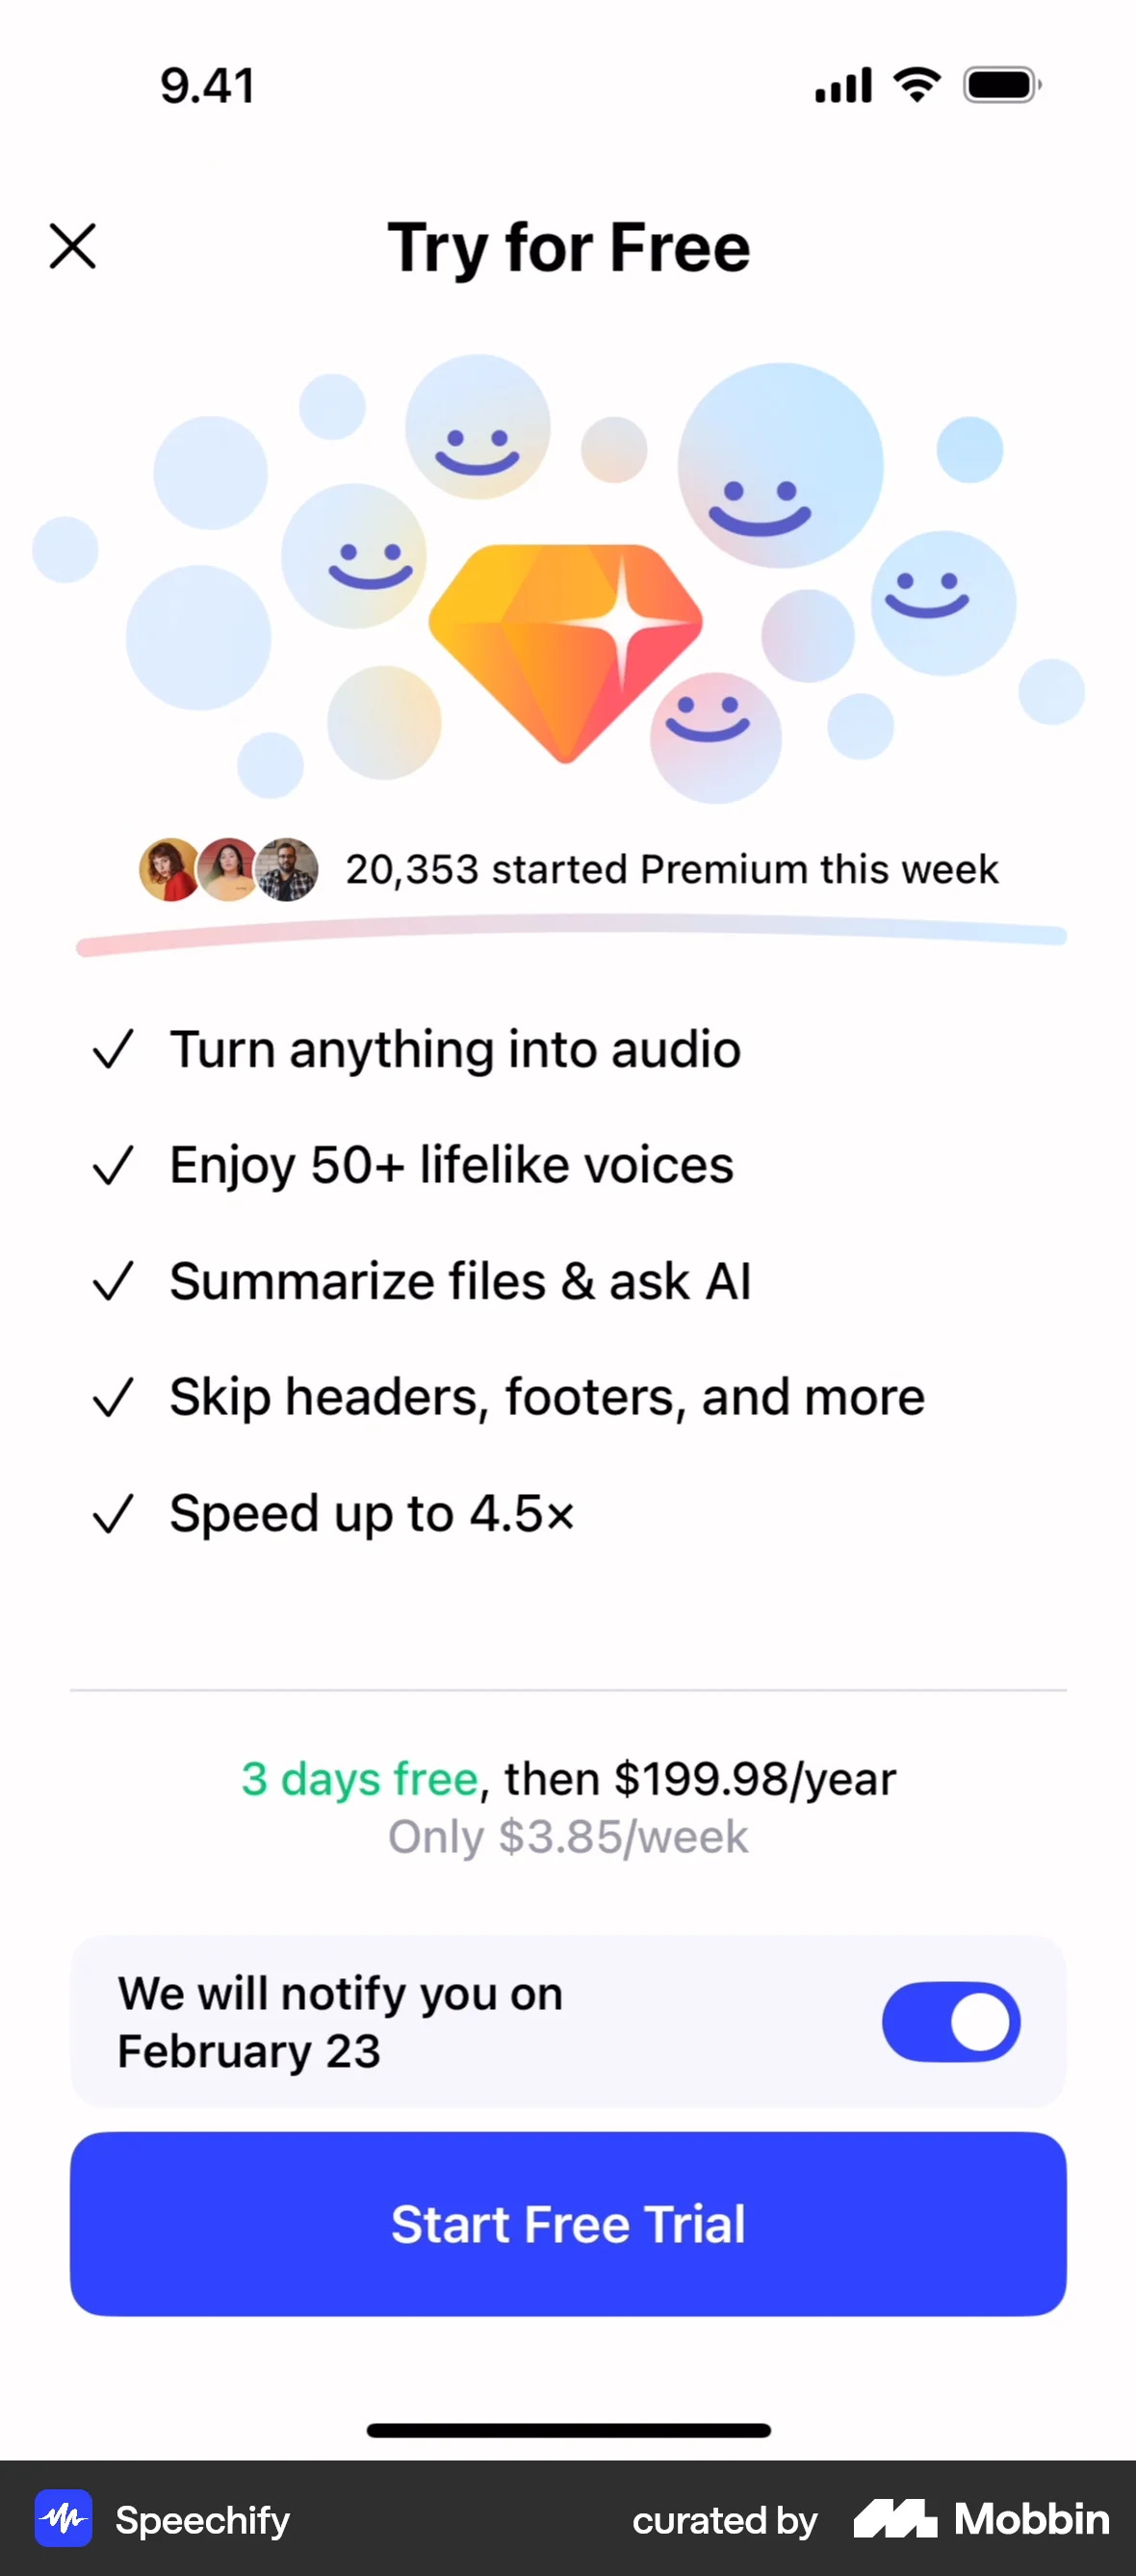 9.41
Try for Free
20,353 started Premium this week
Turn anything into audio
Enjoy 50+ lifelike voices
Summarize files & ask AI
Skip headers, footers, and more
Speed up to 4.5×
3 days free, then $199.98/year
Only $3.85/week
We will notify you on
February 23
Start Free Trial
Speechify
curated by Mobbin